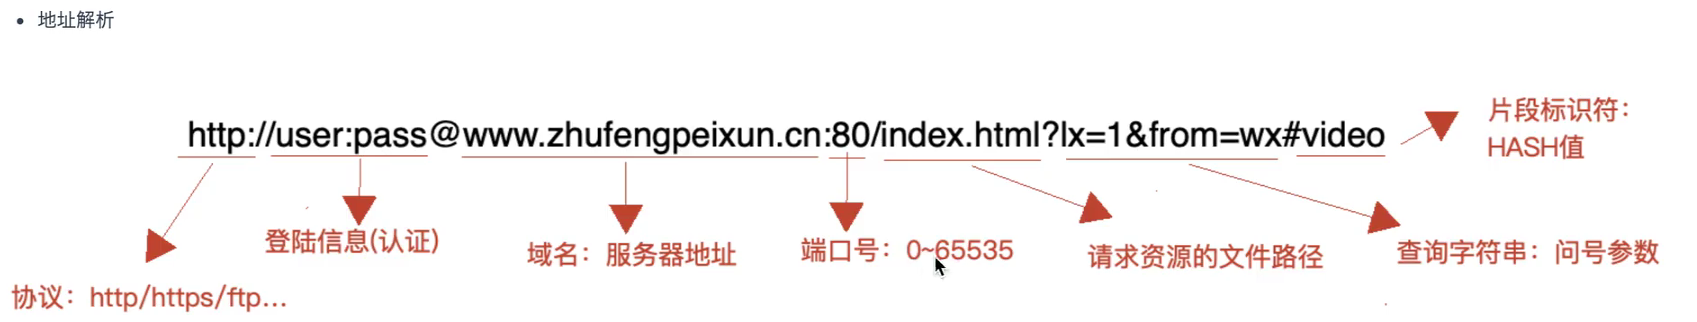 地址解析
http://user:pass@www.zhufengpeixun.cn:80/index.html?lx=1&from=wx#video
片段标识符：
HASH值
登陆信息(认证)
域名：服务器地址
端口号：0~65535
请求资源的文件路径
查询字符串：问号参数
协议：http/https/ftp...